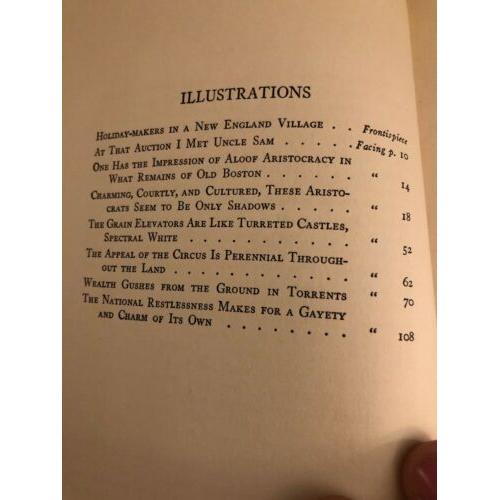 ILLUSTRATIONS
Holiday-makers in a New England Village . . Frontispiece
At That Auction I Met Uncle Sam . . . . Facing p. 10
One Has the Impression of Aloof Aristocracy in
What Remains of Old Boston . . . . . . " 14
Charming, Courtly, and Cultured, These Aristo-
crats Seem to Be Only Shadows . . . . . " 18
The Grain Elevators Are Like Turreted Castles,
Spectral White . . . . . . . . . . . " 52
The Appeal of the Circus Is Perennial Through-
out the Land . . . . . . . . . . . " 62
Wealth Gushes from the Ground in Torrents " 70
The National Restlessness Makes for a Gayety
and Charm of Its Own . . . . . . . . " 108